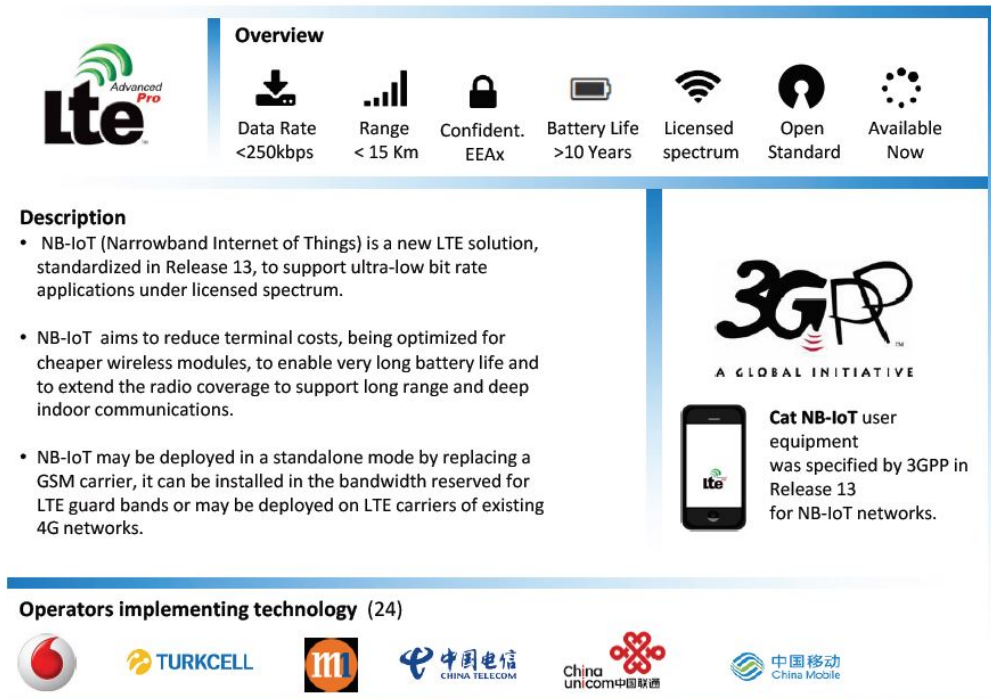 Lte
Advanced
Pro
TM
Overview
Data Rate
<250kbps
Range
< 15 Km
Confident.
EEAx
Battery Life
>10 Years
Licensed
spectrum
Open
Standard
Available
Now
Description
• NB-IoT (Narrowband Internet of Things) is a new LTE solution,
standardized in Release 13, to support ultra-low bit rate
applications under licensed spectrum.
• NB-IoT aims to reduce terminal costs, being optimized for
cheaper wireless modules, to enable very long battery life and
to extend the radio coverage to support long range and deep
indoor communications.
• NB-IoT may be deployed in a standalone mode by replacing a
GSM carrier, it can be installed in the bandwidth reserved for
LTE guard bands or may be deployed on LTE carriers of existing
4G networks.
3GPP
TM
A GLOBAL INITIATIVE
Lte
Cat NB-IoT user
equipment
was specified by 3GPP in
Release 13
for NB-IoT networks.
Operators implementing technology (24)
TURKCELL
m1
中国电信
CHINA TELECOM
China
unicom中国联通
中国移动
China Mobile